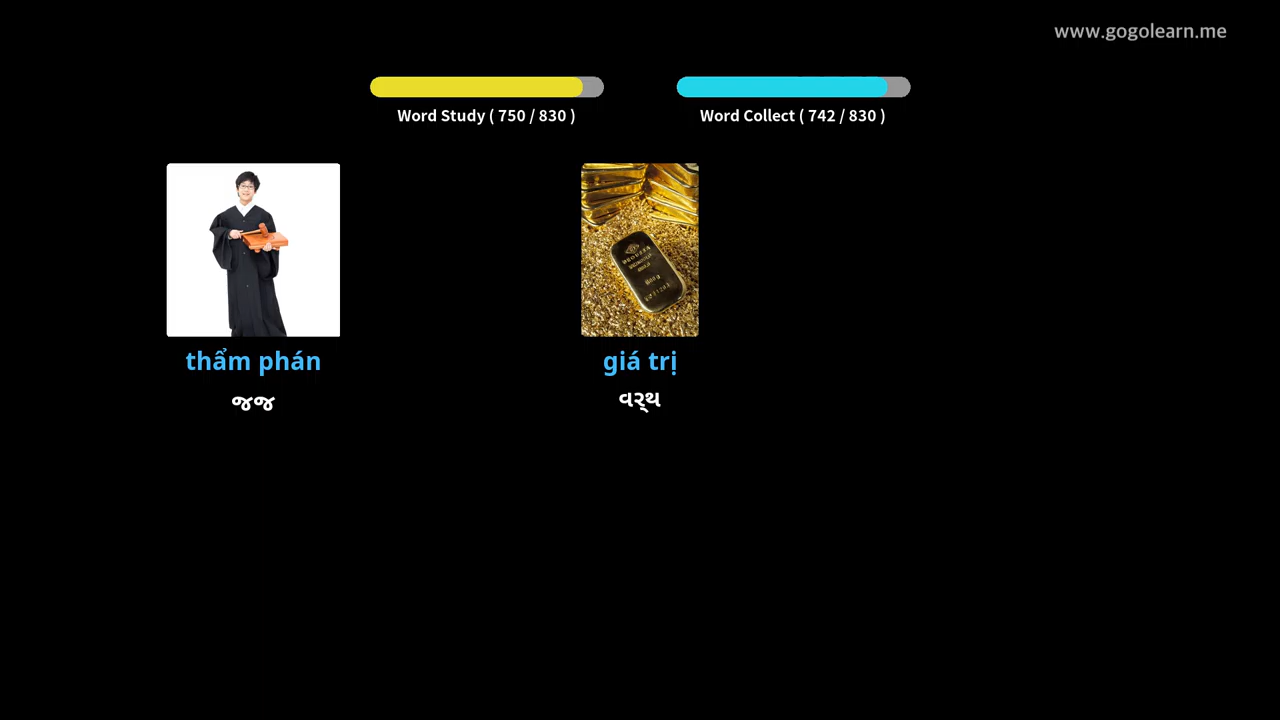 www.gogolearn.me
Word Study ( 750 / 830 )
Word Collect ( 742 / 830 )
thẩm phán
જજ
giá trị
વર્થ